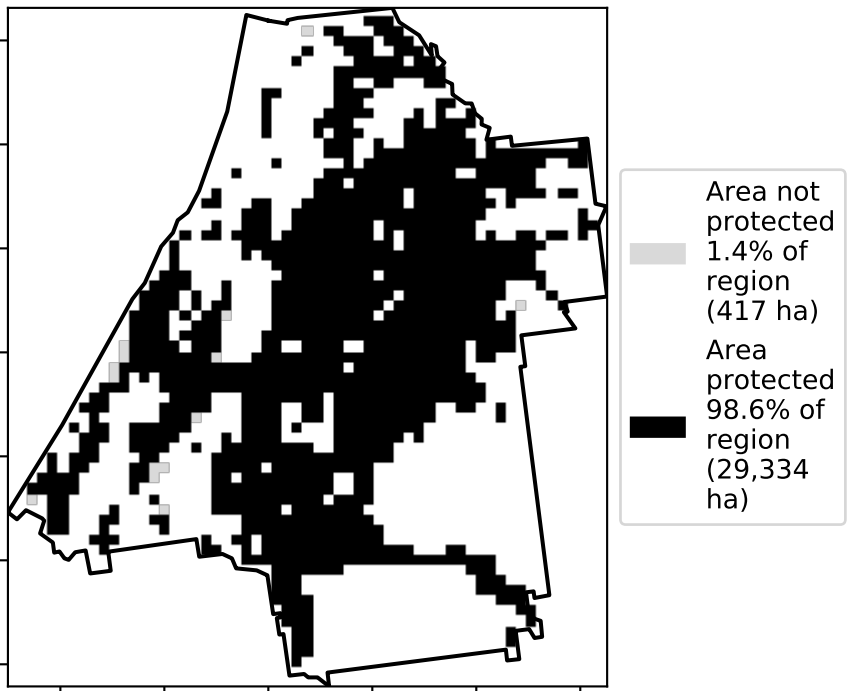 Area not
protected
1.4% of
region
(417 ha)
Area
protected
98.6% of
region
(29,334
ha)